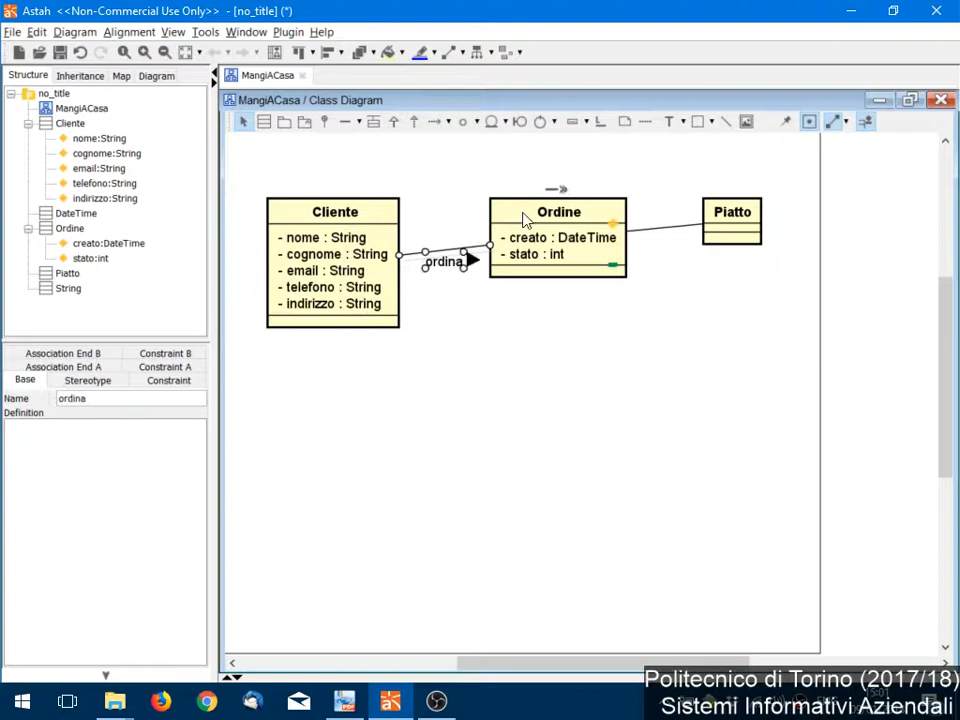 Astah <<Non-Commercial Use Only>> - [no_title] (*)
File Edit Diagram Alignment View Tools Window Plugin Help
Structure Inheritance Map Diagram
MangiACasa
no_title
MangiACasa
Cliente
nome:String
cognome:String
email:String
telefono:String
indirizzo:String
DateTime
Ordine
creato:DateTime
stato:int
Piatto
String
Association End B Constraint B
Association End A Constraint A
Base Stereotype Constraint
Name ordina
Definition
MangiACasa / Class Diagram
T
Cliente
- nome : String
- cognome : String
- email : String
- telefono : String
- indirizzo : String
ordina
Ordine
- creato : DateTime
- stato : int
Piatto
Politecnico di Torino (2017/18)
Sistemi Informativi Aziendali
5:01